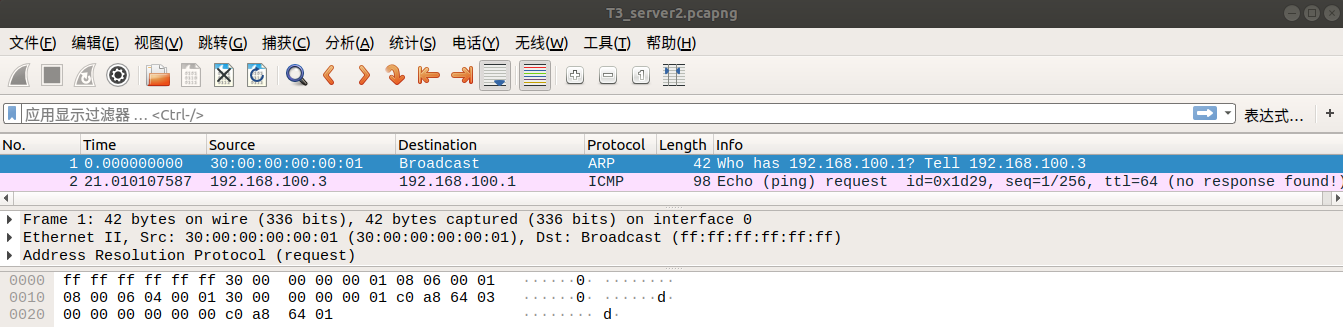 T3_server2.pcapng
文件(F) 编辑(E) 视图(V) 跳转(G) 捕获(C) 分析(A) 统计(S) 电话(Y) 无线(W) 工具(T) 帮助(H)
应用显示过滤器 … <Ctrl-/> 表达式… +
No. Time Source Destination Protocol Length Info
1 0.000000000 30:00:00:00:00:01 Broadcast ARP 42 Who has 192.168.100.1? Tell 192.168.100.3
2 21.010107587 192.168.100.3 192.168.100.1 ICMP 98 Echo (ping) request id=0x1d29, seq=1/256, ttl=64 (no response found!)
Frame 1: 42 bytes on wire (336 bits), 42 bytes captured (336 bits) on interface 0
Ethernet II, Src: 30:00:00:00:00:01 (30:00:00:00:00:01), Dst: Broadcast (ff:ff:ff:ff:ff:ff)
Address Resolution Protocol (request)
0000 ff ff ff ff ff ff 30 00 00 00 00 01 08 06 00 01 ······0· ········
0010 08 00 06 04 00 01 30 00 00 00 00 01 c0 a8 64 03 ······0· ······d·
0020 00 00 00 00 00 00 c0 a8 64 01 ········ d·